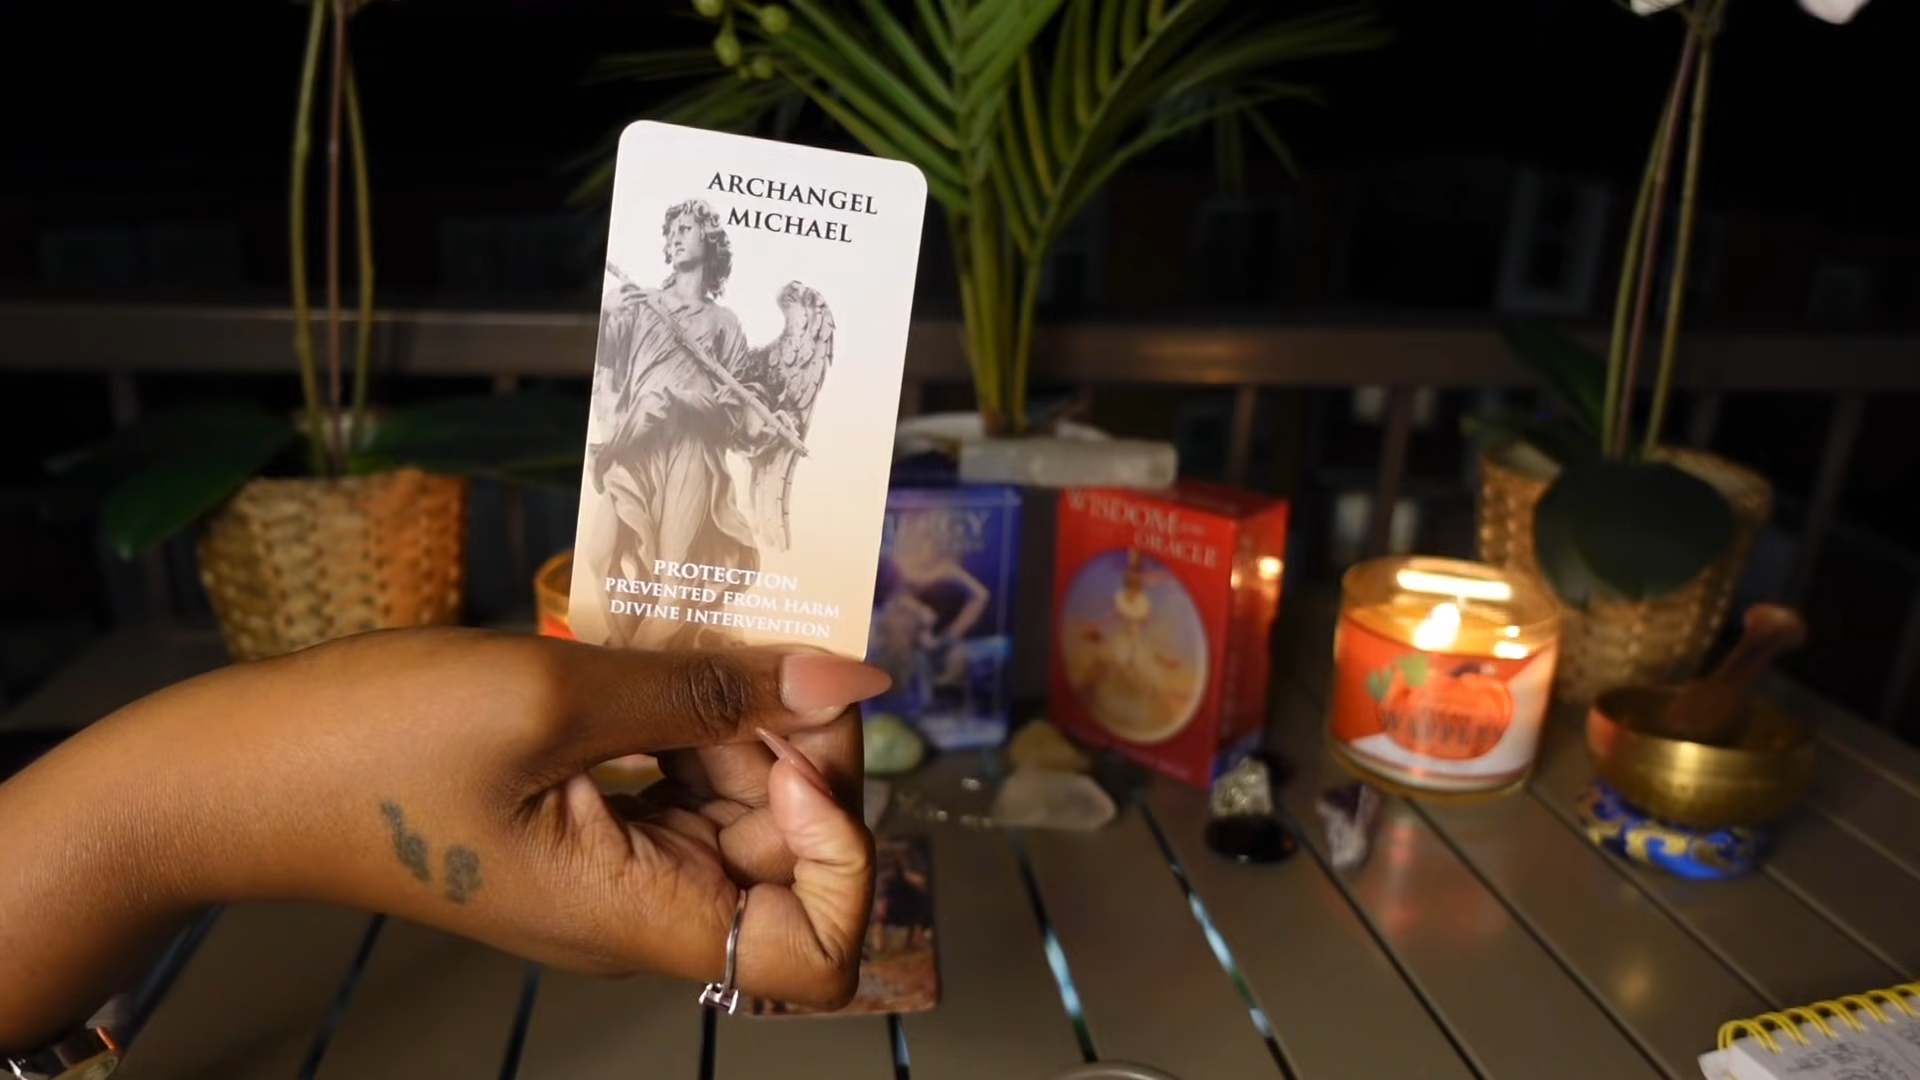 ARCHANGEL
MICHAEL
PROTECTION
PREVENTED FROM HARM
DIVINE INTERVENTION
WISDOM
ORACLE